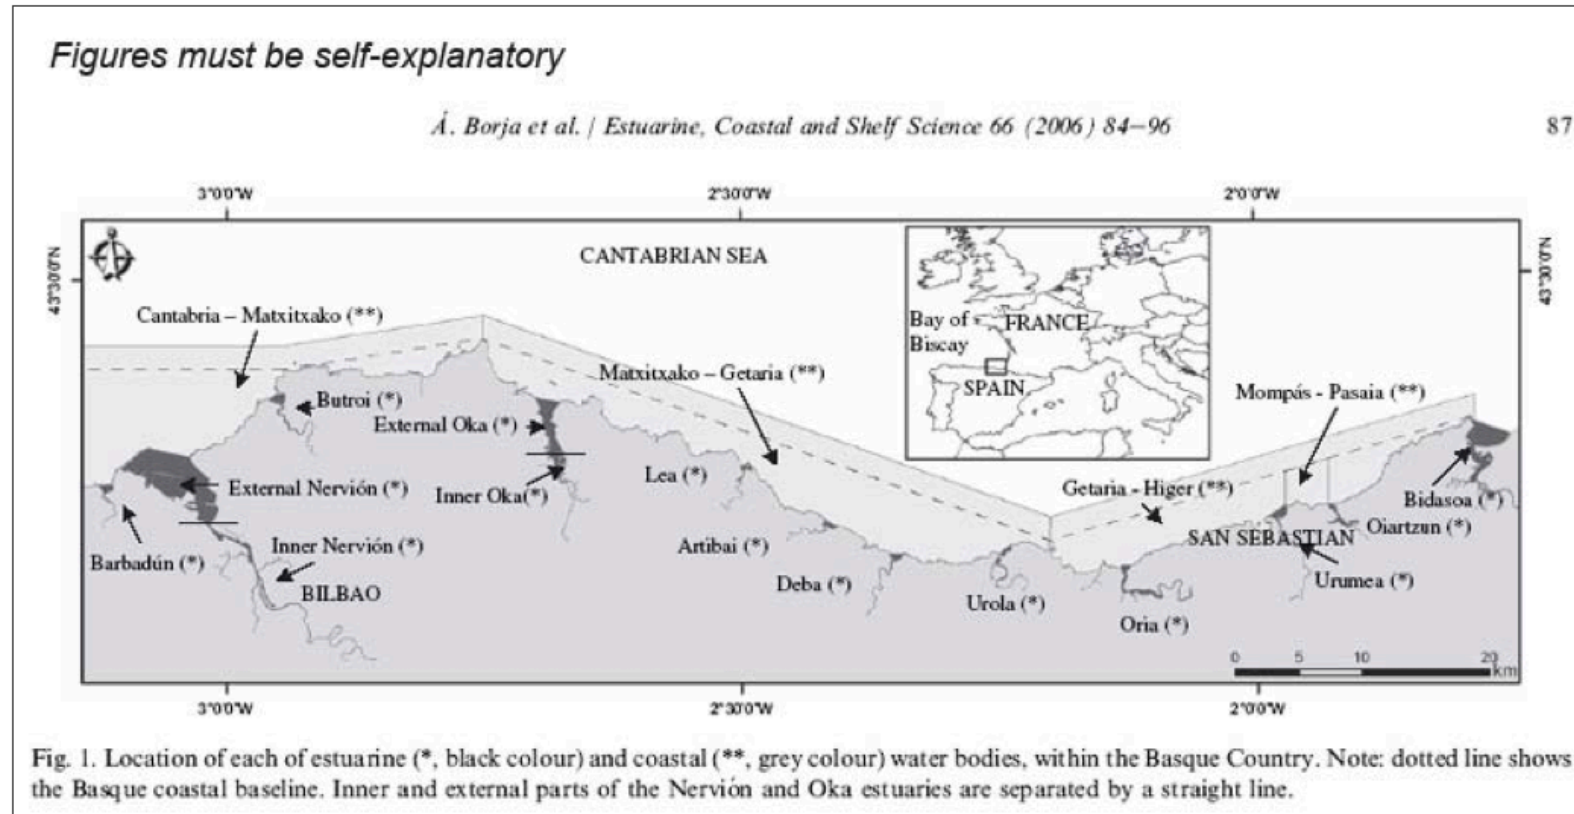 Figures must be self-explanatory
Á. Borja et al. / Estuarine, Coastal and Shelf Science 66 (2006) 84–96
87
3°0'0"W
2°30'0"W
2°0'0"W
43°30'0"N
43°30'0"N
CANTABRIAN SEA
Cantabria – Matxitxako (**)
Bay of
Biscay
FRANCE
SPAIN
Matxitxako – Getaria (**)
Mompás - Pasaia (**)
Butroi (*)
External Oka (*)
Lea (*)
External Nervión (*)
Inner Oka(*)
Getaria - Higer (**)
Bidasoa (*)
Oiartzun (*)
SAN SEBASTIAN
Inner Nervión (*)
Artibai (*)
Barbadún (*)
Deba (*)
Urumea (*)
BILBAO
Urola (*)
Oria (*)
0 5 10 20
km
3°0'0"W
2°30'0"W
2°0'0"W
Fig. 1. Location of each of estuarine (*, black colour) and coastal (**, grey colour) water bodies, within the Basque Country. Note: dotted line shows
the Basque coastal baseline. Inner and external parts of the Nervión and Oka estuaries are separated by a straight line.